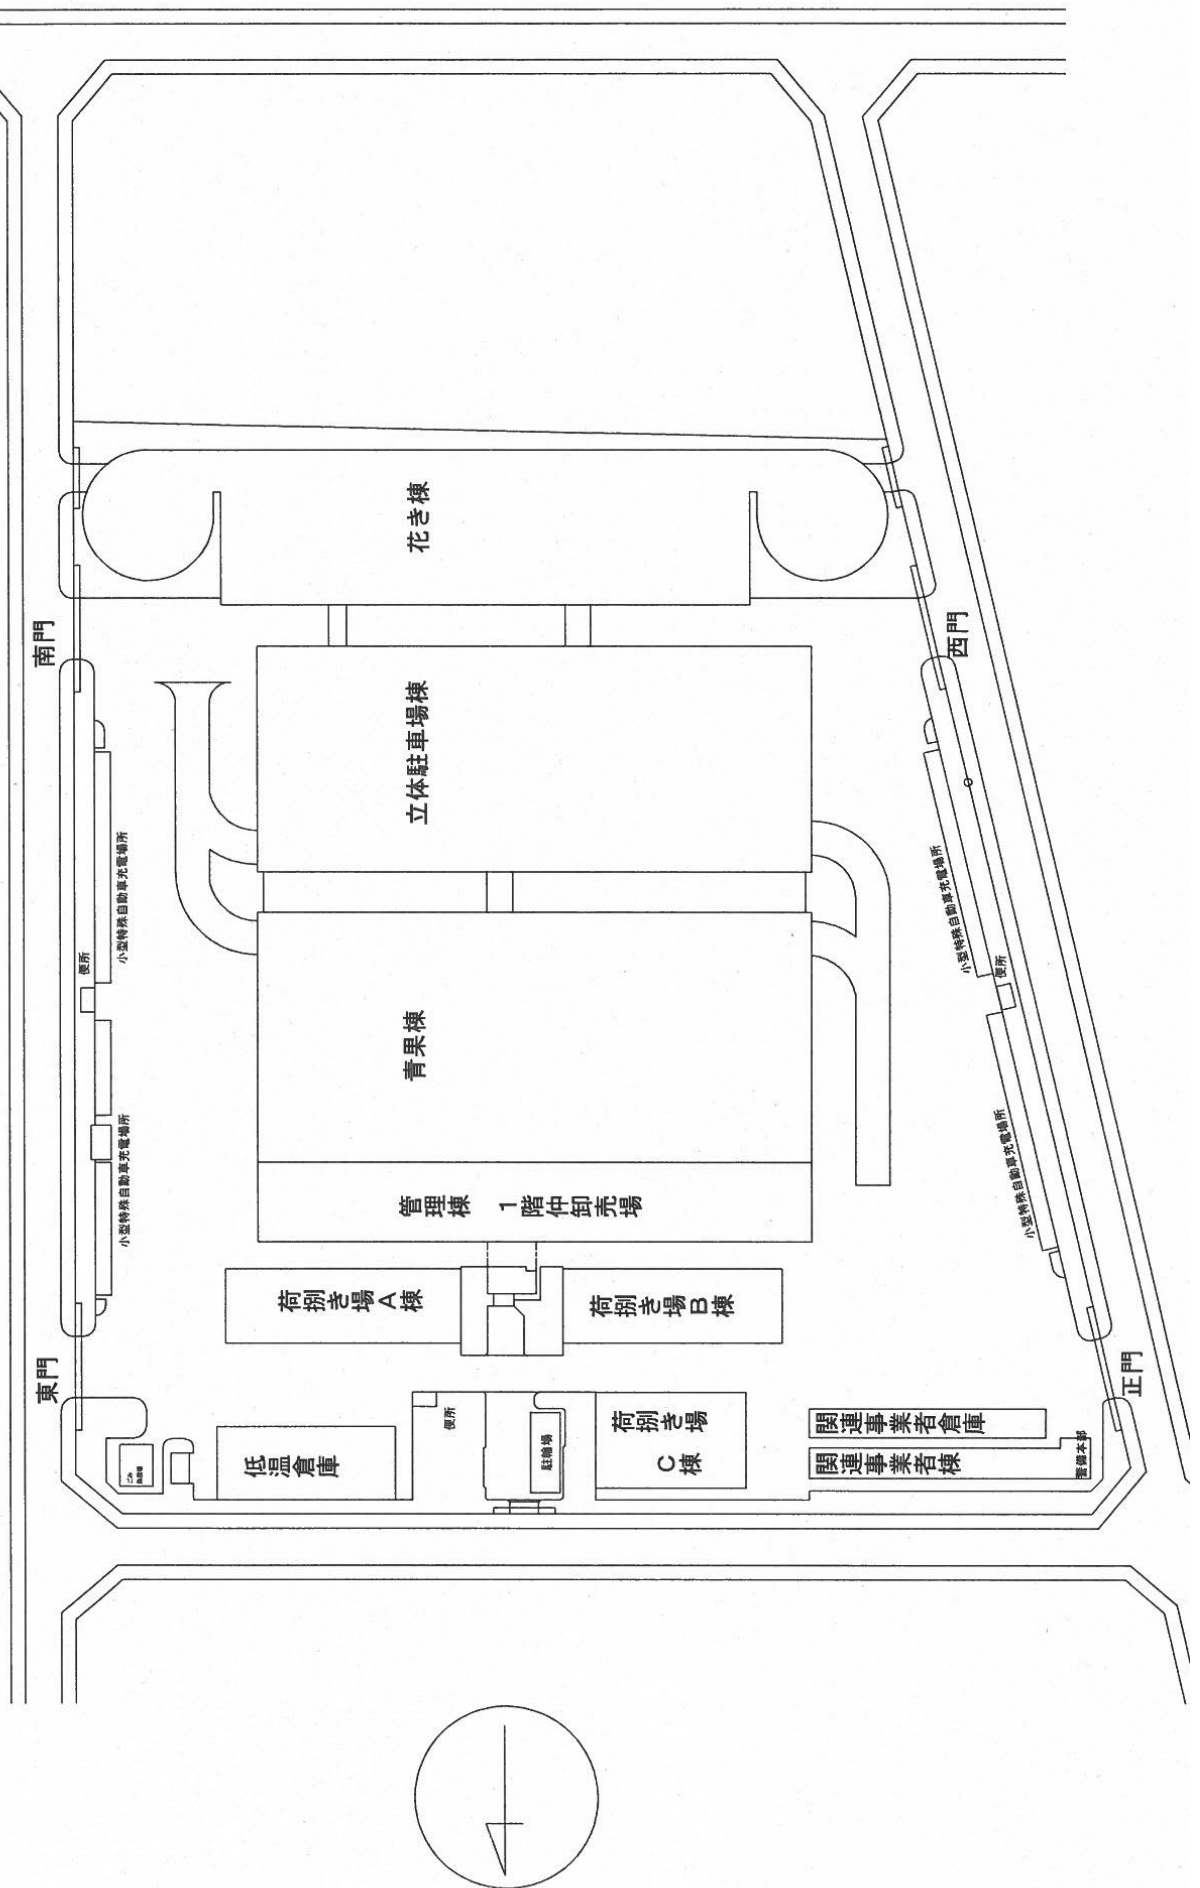 花き棟
南門
西門
立体駐車場棟
小型特殊自動車充電場所
小型特殊自動車充電場所
便所
便所
青果棟
小型特殊自動車充電場所
小型特殊自動車充電場所
管理棟 1階仲卸売場
荷捌き場A棟
荷捌き場B棟
東門
正門
便所
低温倉庫
駐輪場
荷捌き場
C棟
関連事業者倉庫
関連事業者棟
警備本部